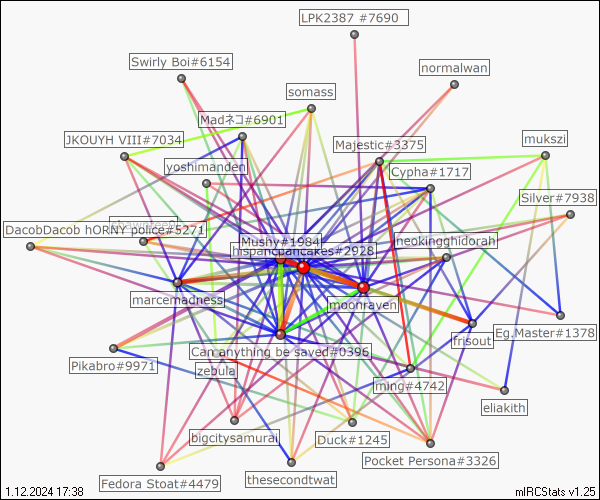 LPK2387 #7690
Swirly Boi#6154
normalwan
somass
Madネコ#6901
JKOUYH VIII#7034
Majestic#3375
mukszi
yoshimanden
Cypha#1717
Silver#7938
DacobDacob hORNY police#5271
Mushy#1984
neokingghidorah
hispanicpancakes#2928
marcemadness
moonraven
Eg.Master#1378
frisout
Can anything be saved#0396
Pikabro#9971
zebula
ming#4742
eliakith
bigcitysamurai
Duck#1245
Pocket Persona#3326
Fedora Stoat#4479
thesecondtwat
1.12.2024 17:38
mIRCStats v1.25